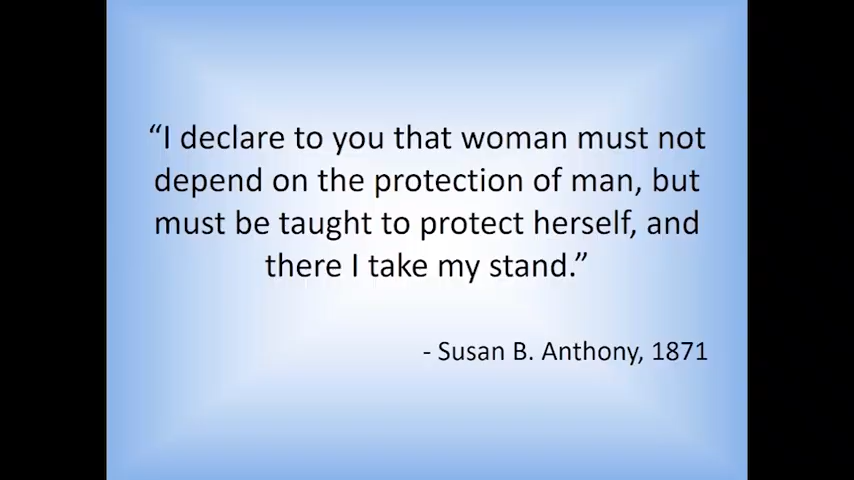 “I declare to you that woman must not
depend on the protection of man, but
must be taught to protect herself, and
there I take my stand.”
- Susan B. Anthony, 1871